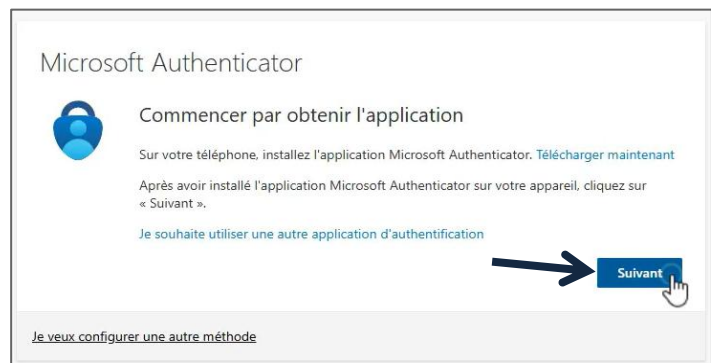 Microsoft Authenticator
Commencer par obtenir l'application
Sur votre téléphone, installez l'application Microsoft Authenticator. Télécharger maintenant
Après avoir installé l'application Microsoft Authenticator sur votre appareil, cliquez sur
« Suivant ».
Je souhaite utiliser une autre application d'authentification
Suivant
Je veux configurer une autre méthode